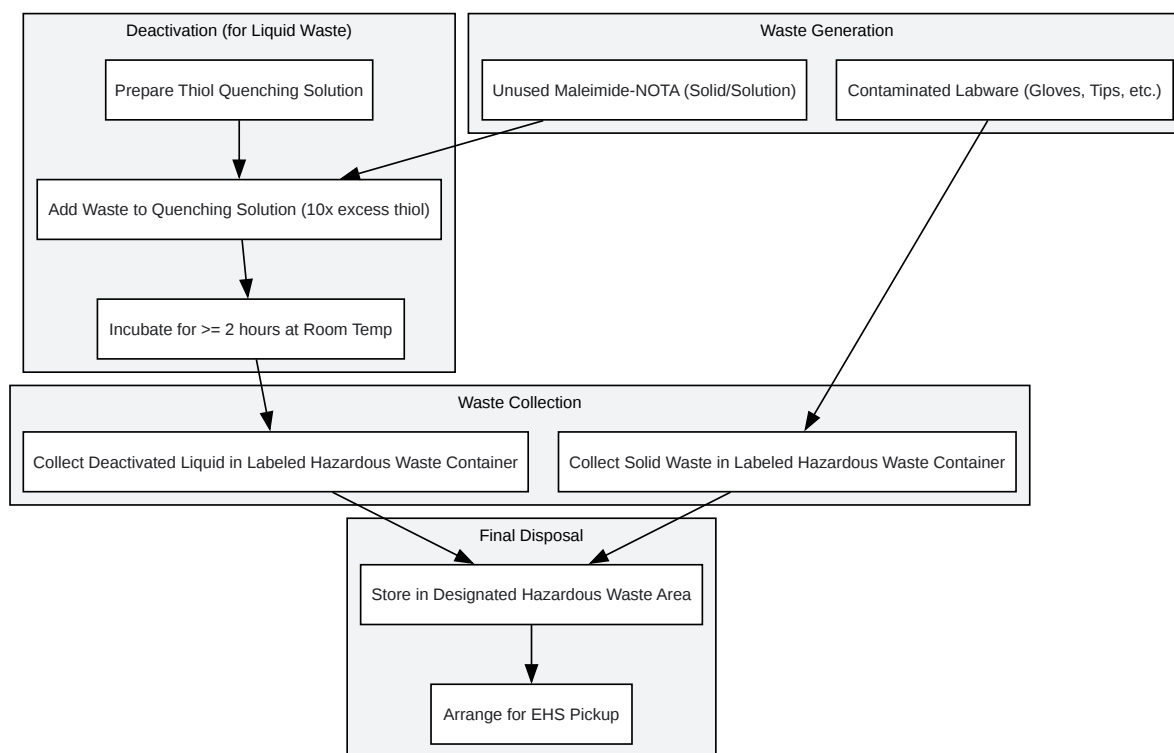 Deactivation (for Liquid Waste)
Prepare Thiol Quenching Solution
Add Waste to Quenching Solution (10x excess thiol)
Incubate for >= 2 hours at Room Temp
Waste Generation
Unused Maleimide-NOTA (Solid/Solution)
Contaminated Labware (Gloves, Tips, etc.)
Waste Collection
Collect Deactivated Liquid in Labeled Hazardous Waste Container
Collect Solid Waste in Labeled Hazardous Waste Container
Final Disposal
Store in Designated Hazardous Waste Area
Arrange for EHS Pickup